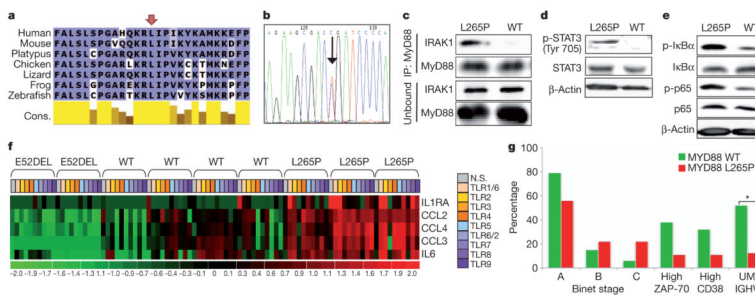 a
Human FALSLSPGAHQKRLIPIKYKAMKKEFP
Mouse FALSLSPGVQQKRLIPIKYKAMKKDFP
Platypus
Chicken
Lizard
Frog
Zebrafish
Cons.
b
130
c
L265P WT
IP: MyD88
IRAK1
MyD88
Unbound
IRAK1
MyD88
d
L265P WT
p-STAT3
(Tyr 705)
STAT3
β-Actin
e
L265P WT
p-IκBα
IκBα
p-p65
p65
β-Actin
f
E52DEL E52DEL WT WT WT WT L265P L265P L265P
IL1RA
CCL2
CCL4
CCL3
IL6
-2.0 -1.9 -1.7 -1.6 -1.4 -1.3 -1.1 -1.0 -0.9 -0.7 -0.6 -0.4 -0.3 -0.1 0.0 0.1 0.3 0.4 0.6 0.7 0.9 1.0 1.1 1.3 1.4 1.6 1.7 1.9 2.0
N.S.
TLR1/6
TLR2
TLR3
TLR4
TLR5
TLR6/2
TLR7
TLR8
TLR9
g
MYD88 WT
MYD88 L265P
Percentage
100
80
60
40
20
0
*
A B C High ZAP-70 High CD38 UM IGH
Binet stage